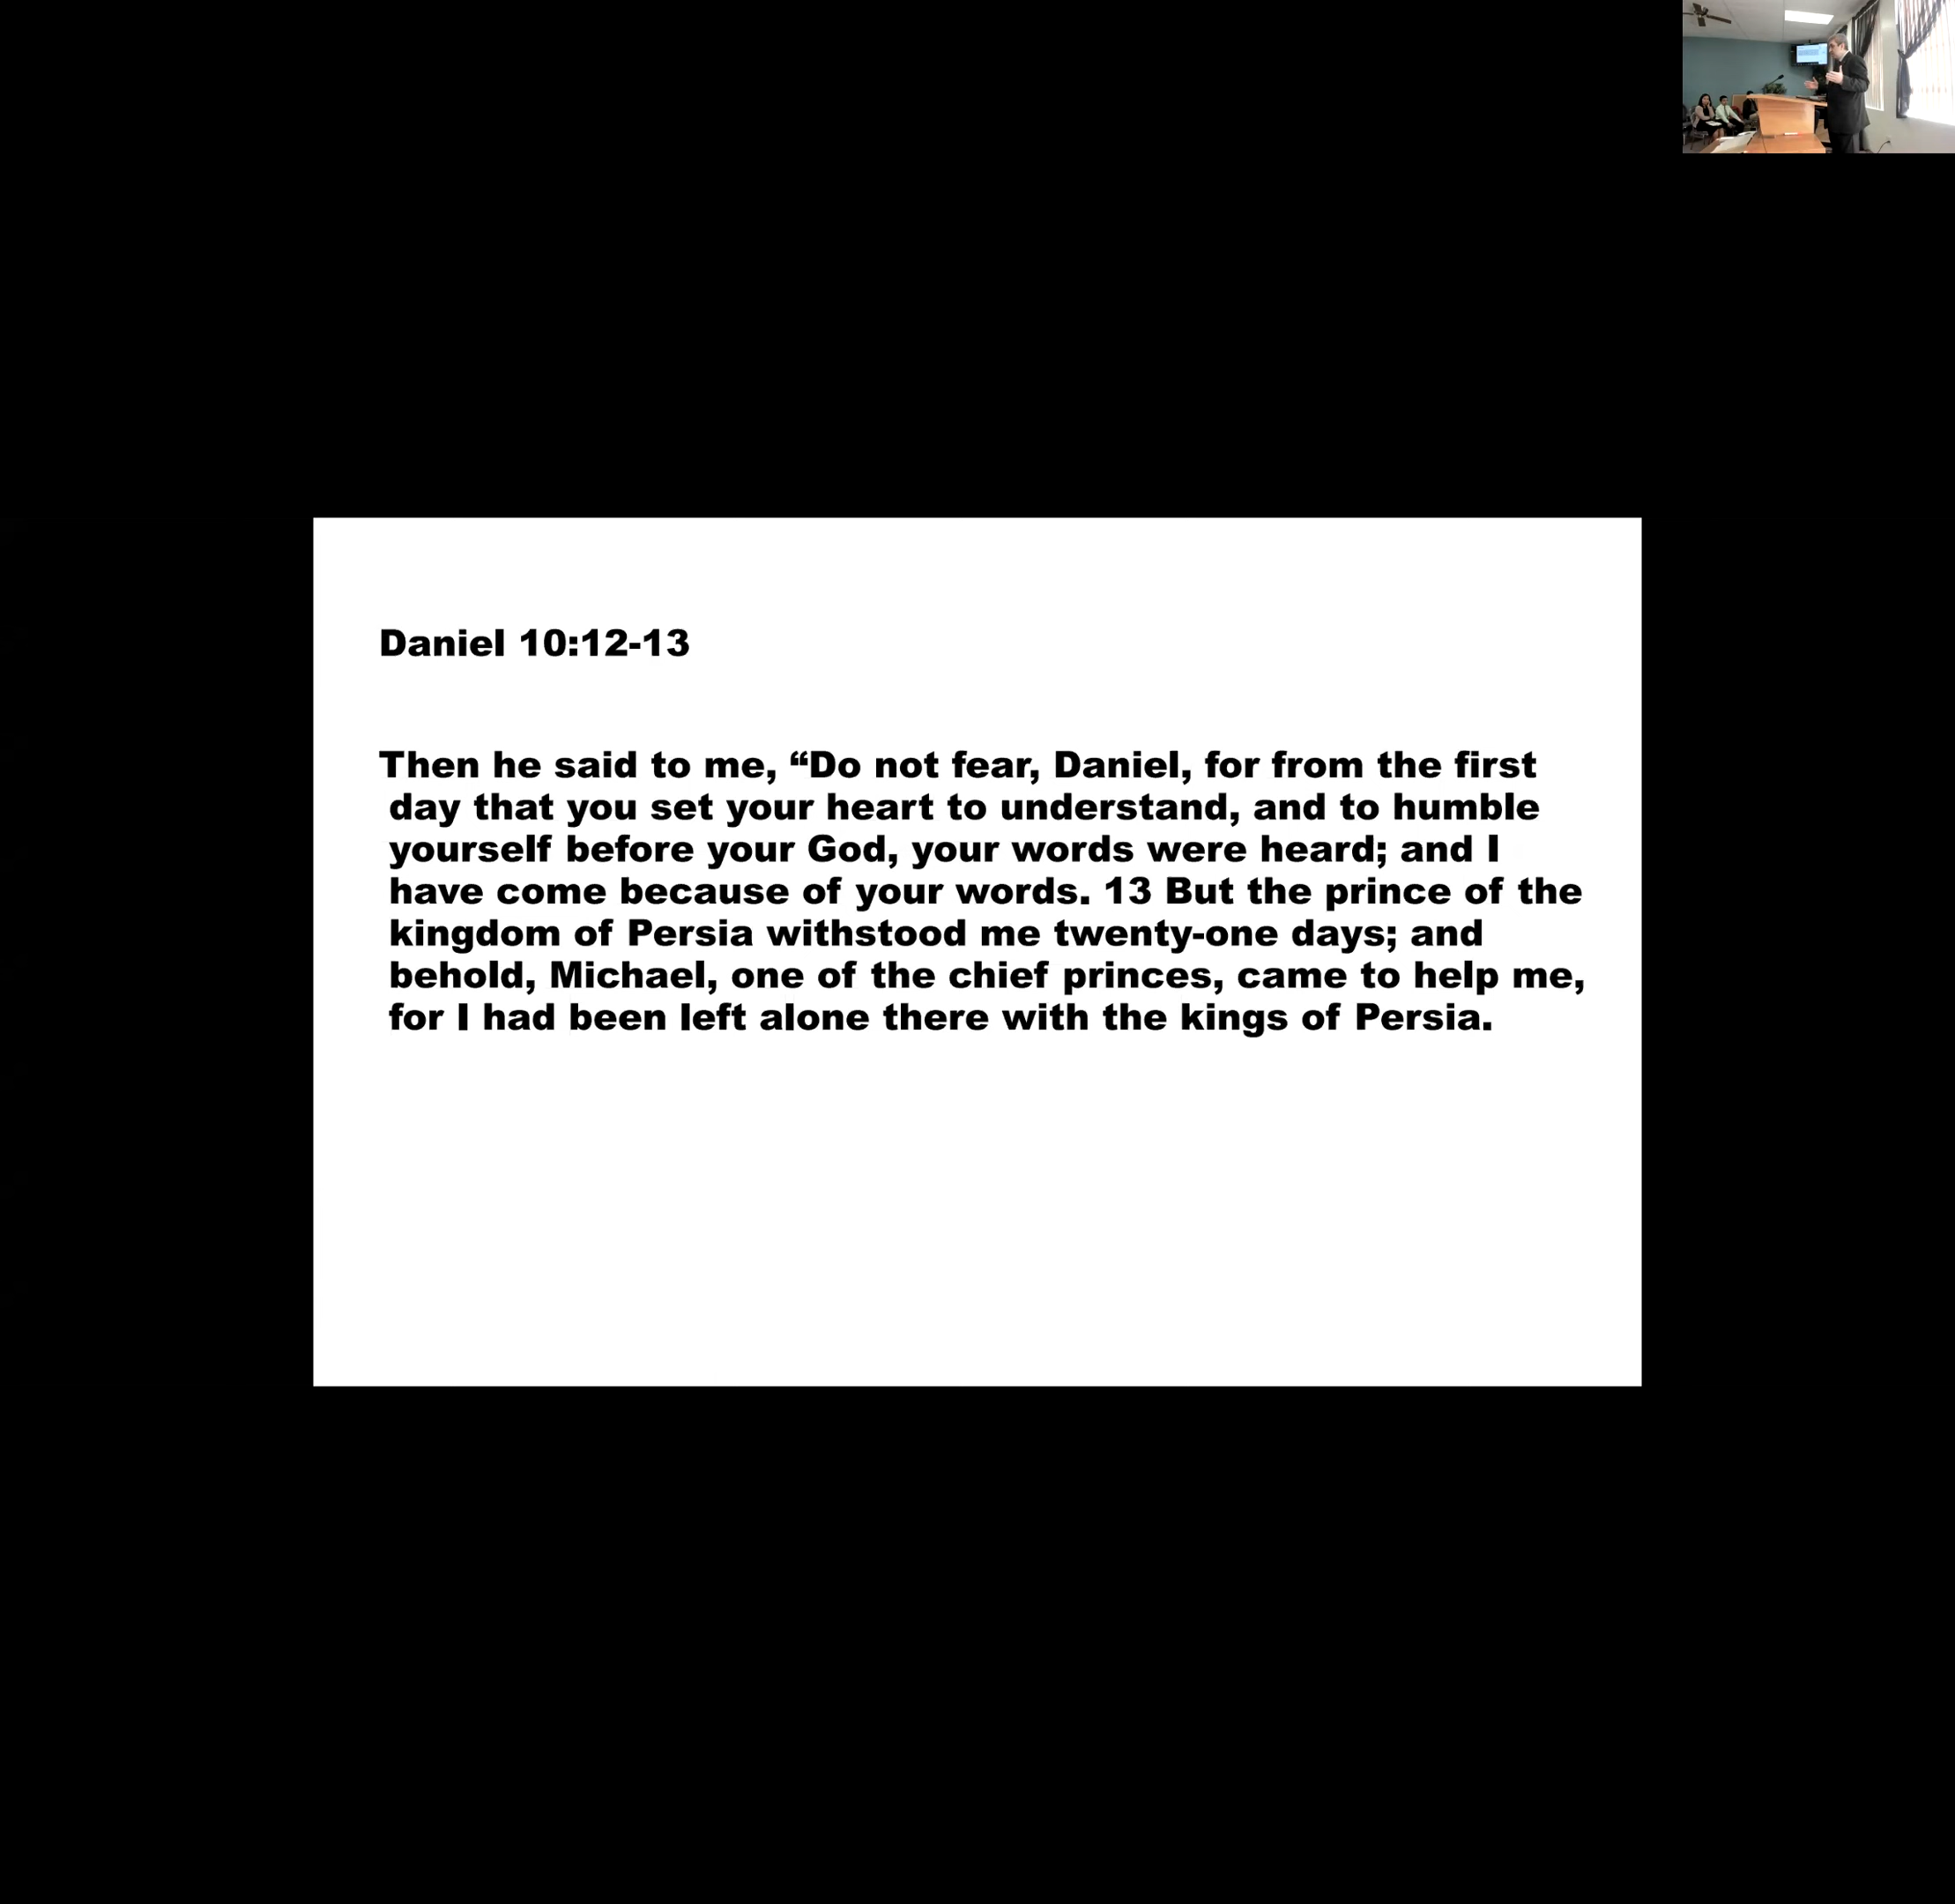 Daniel 10:12-13
Then he said to me, “Do not fear, Daniel, for from the first
day that you set your heart to understand, and to humble
yourself before your God, your words were heard; and I
have come because of your words. 13 But the prince of the
kingdom of Persia withstood me twenty-one days; and
behold, Michael, one of the chief princes, came to help me,
for I had been left alone there with the kings of Persia.